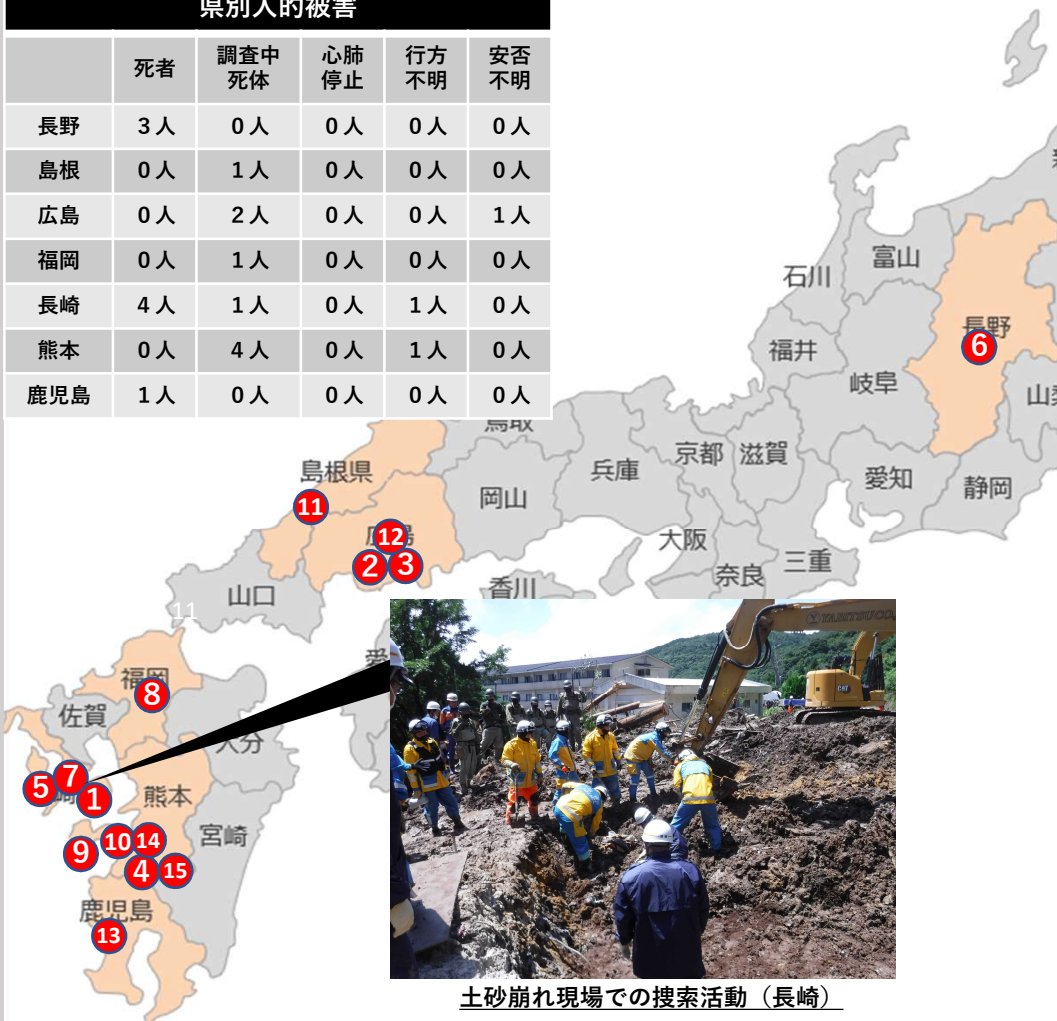 県別人的被害
死者 調査中死体 心肺停止 行方不明 安否不明
長野 3人 0人 0人 0人 0人
島根 0人 1人 0人 0人 0人
広島 0人 2人 0人 0人 1人
福岡 0人 1人 0人 0人 0人
長崎 4人 1人 0人 1人 0人
熊本 0人 4人 0人 1人 0人
鹿児島 1人 0人 0人 0人 0人
富山
石川
長野
6
福井
岐阜
鳥取
京都
滋賀
兵庫
島根県
愛知
静岡
岡山
11
12
大阪
2
3
三重
奈良
香川
山口
11
福岡
8
佐賀
大分
5
7
1
熊本
宮崎
10
14
9
4
15
鹿児島
13
CAT
土砂崩れ現場での捜索活動（長崎）